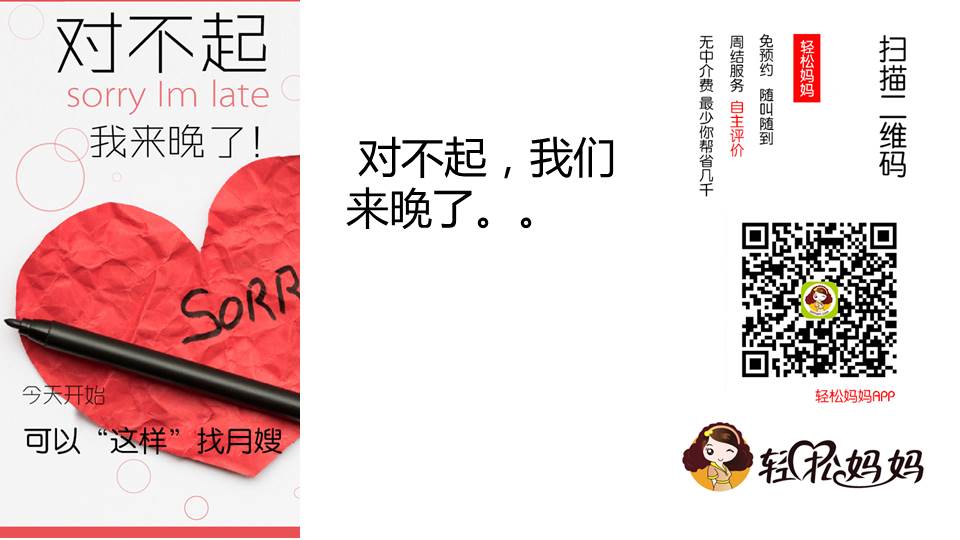 对不起
sorry Im late
我来晚了！
SORR
今天开始
可以“这样”找月嫂
对不起，我们
来晚了。。
扫描二维码
轻松妈妈
免预约 随叫随到
周结服务 自主评价
无中介费 最少你帮省几千
轻松妈妈APP
轻松妈妈